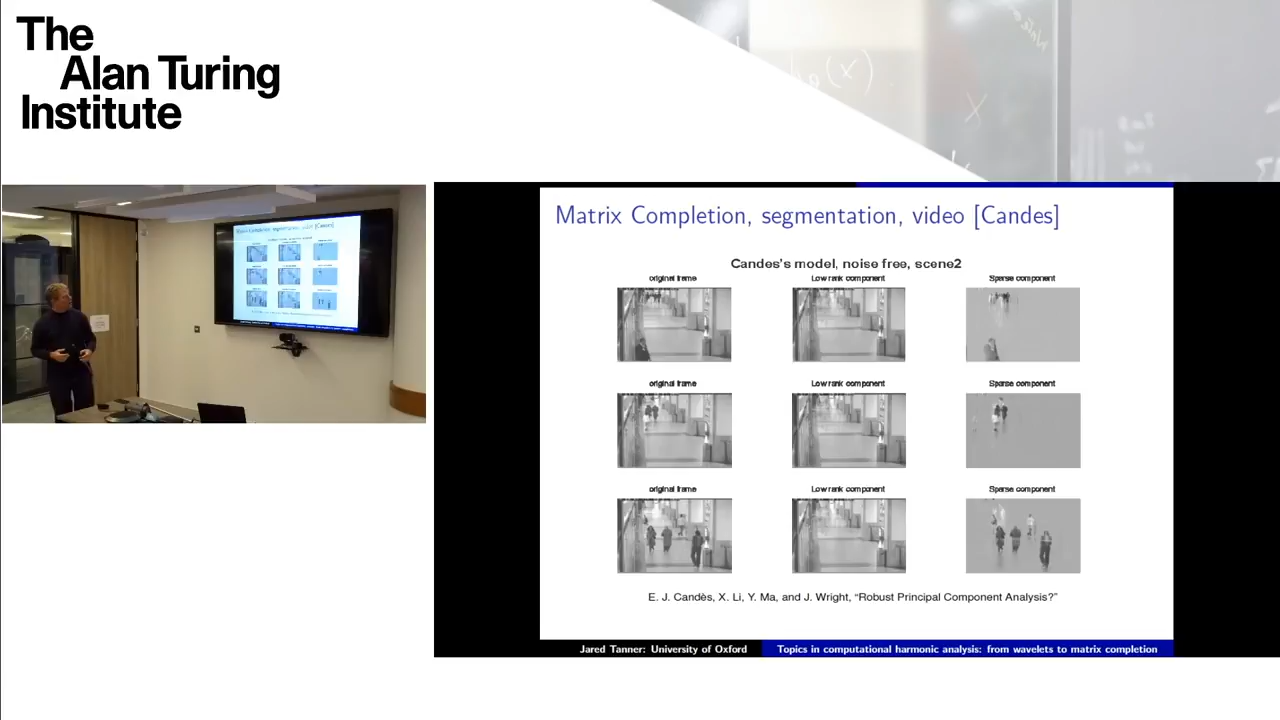 The
Alan Turing
Institute
Matrix Completion, segmentation, video [Candes]
Candes's model, noise free, scene2
original frame Low rank component Sparse component
original frame Low rank component Sparse component
original frame Low rank component Sparse component
E. J. Candès, X. Li, Y. Ma, and J. Wright, “Robust Principal Component Analysis?”
Jared Tanner: University of Oxford Topics in computational harmonic analysis: from wavelets to matrix completion